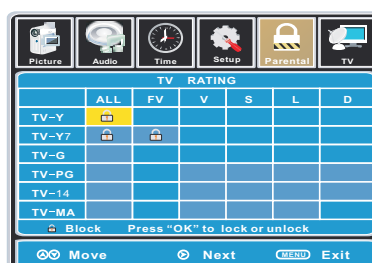 Picture Audio Time Setup Parental TV
TV RATING
ALL FV V S L D
TV-Y
TV-Y7
TV-G
TV-PG
TV-14
TV-MA
Block Press "OK" to lock or unlock
Move Next MENU Exit